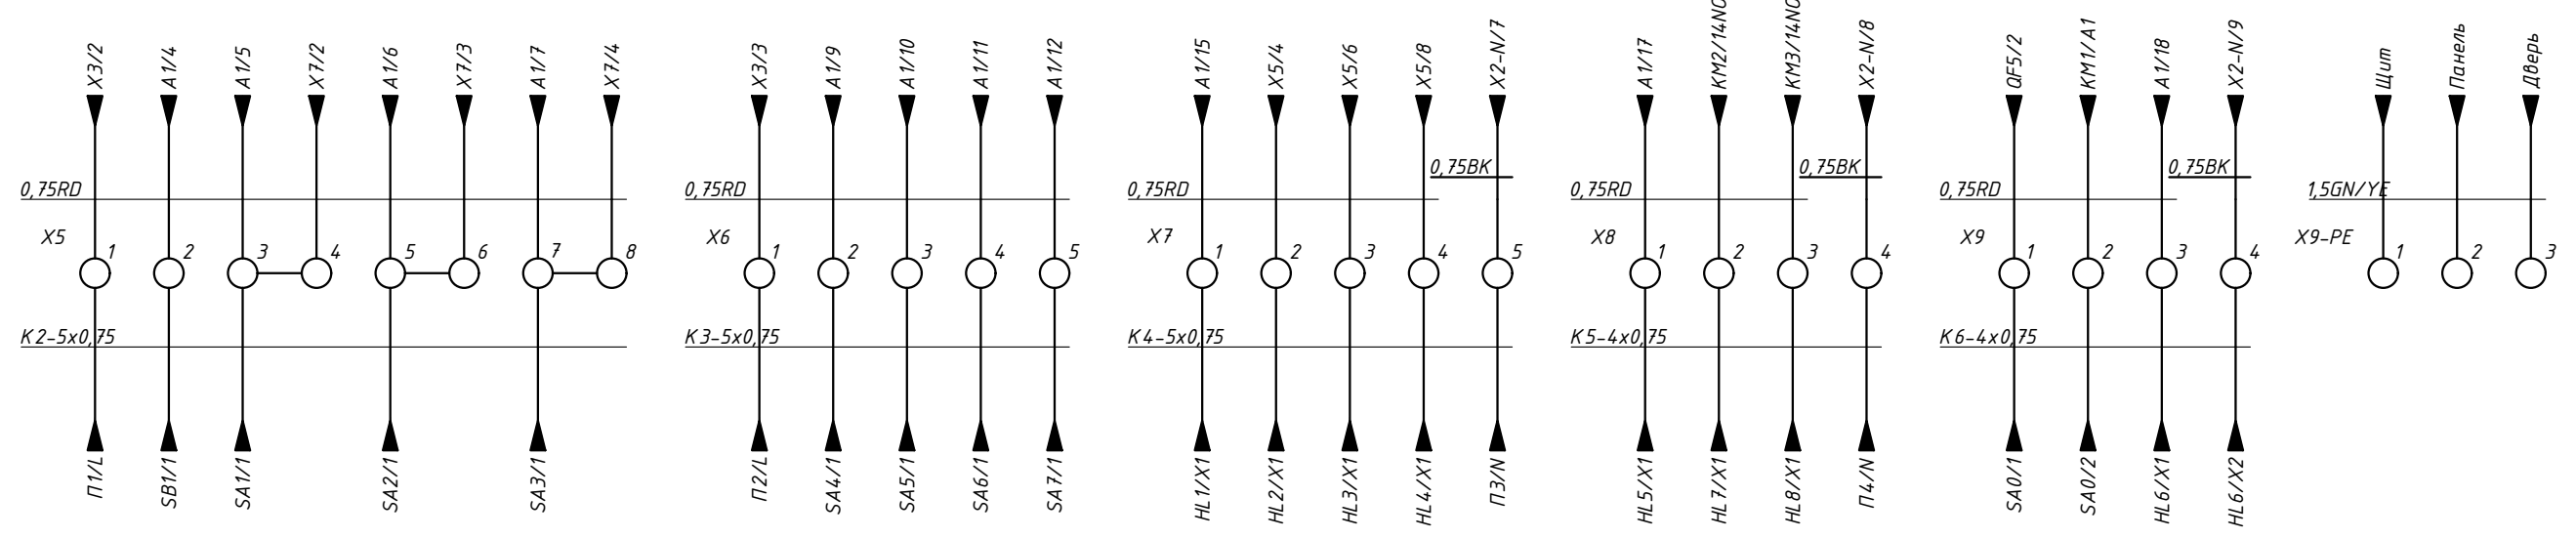 X3/2
A1/4
A1/5
X7/2
A1/6
X7/3
A1/7
X7/4
X3/3
A1/9
A1/10
A1/11
A1/12
A1/15
X5/4
X5/6
X5/8
X2-N/7
A1/17
KM2/14NO
KM3/14NO
X2-N/8
QF5/2
KM1/A1
A1/18
X2-N/9
Щит
Панель
Дверь
0,75BK
0,75BK
0,75BK
0,75RD
0,75RD
0,75RD
0,75RD
0,75RD
1,5GN/YE
X5
1
2
3
4
5
6
7
8
X6
1
2
3
4
5
X7
1
2
3
4
5
X8
1
2
3
4
X9
1
2
3
4
X9-PE
1
2
3
K2-5x0,75
K3-5x0,75
K4-5x0,75
K5-4x0,75
K6-4x0,75
П1/L
SB1/1
SA1/1
SA2/1
SA3/1
П2/L
SA4/1
SA5/1
SA6/1
SA7/1
HL1/X1
HL2/X1
HL3/X1
HL4/X1
П3/N
HL5/X1
HL7/X1
HL8/X1
П4/N
SA0/1
SA0/2
HL6/X1
HL6/X2